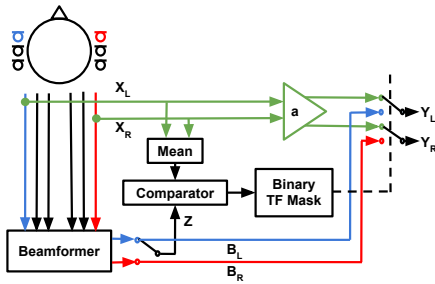 X_L
a
Y_L
X_R
Y_R
Mean
Comparator
Binary
TF Mask
Z
Beamformer
B_L
B_R